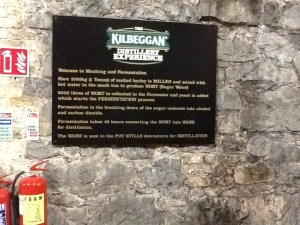 THE
KILBEGGAN
DISTILLERY
EXPERIENCE
Welcome to Mashing and Fermentation
Here 1000kg (1 Tonne) of malted barley is MILLED and mixed with
hot water in the mash tun to produce WORT (Sugar Water)
4000 litres of WORT is collected in the Fermenter and yeast is added
which starts the FERMENTATION process.
Fermentation is the breaking down of the sugar molecule into alcohol
and carbon dioxide.
Fermentation takes 48 hours converting the WORT into WASH
for distillation.
The WASH is sent to the POT STILLS downstairs for DISTILLATION
FOAM